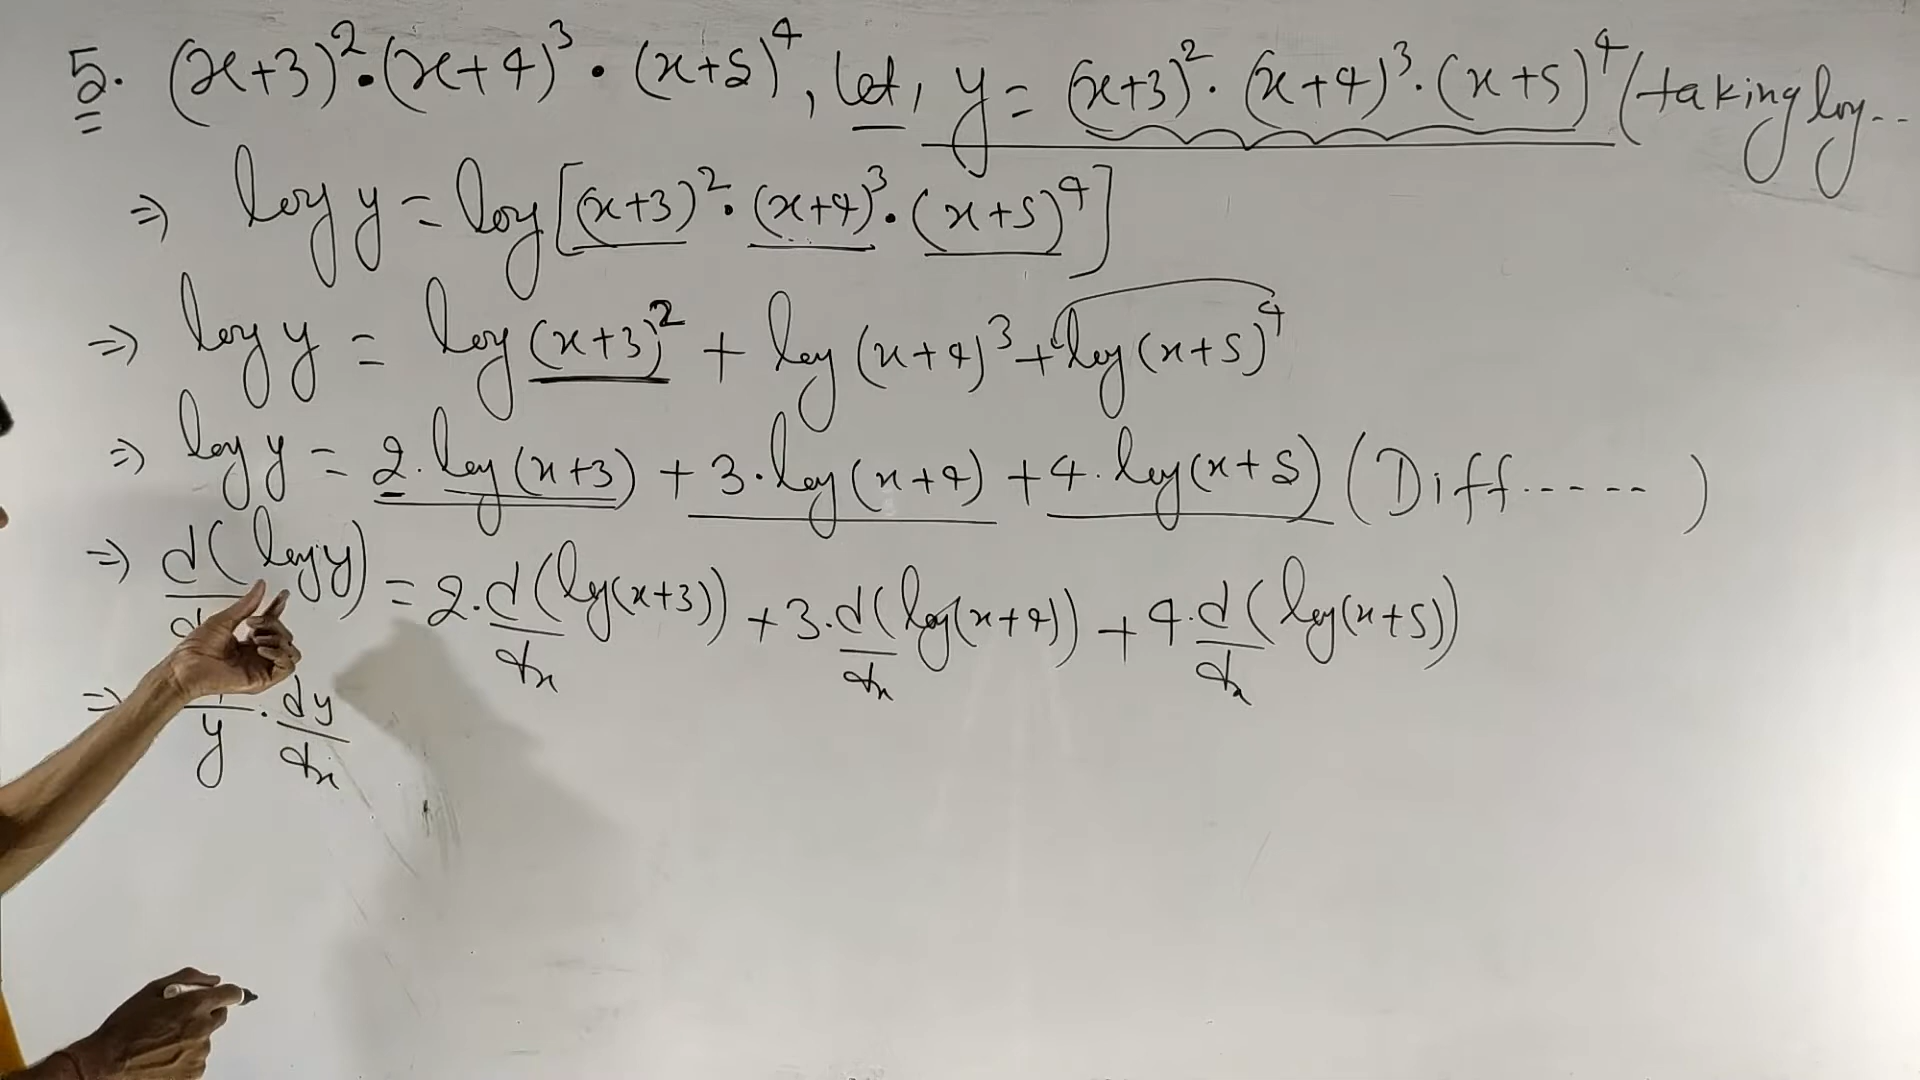 5. (x+3)²·(x+4)³·(x+5)⁴, let, y = (x+3)²·(x+4)³·(x+5)⁴ (taking log...
⇒ log y = log[(x+3)²·(x+4)³·(x+5)⁴]
⇒ log y = log(x+3)² + log(x+4)³ + log(x+5)⁴
⇒ log y = 2·log(x+3) + 3·log(x+4) + 4·log(x+5) (Diff.....)
⇒ d(log y)/d = 2·d/dx(log(x+3)) + 3·d/dx(log(x+4)) + 4·d/dx(log(x+5))
⇒ /y · dy/dx